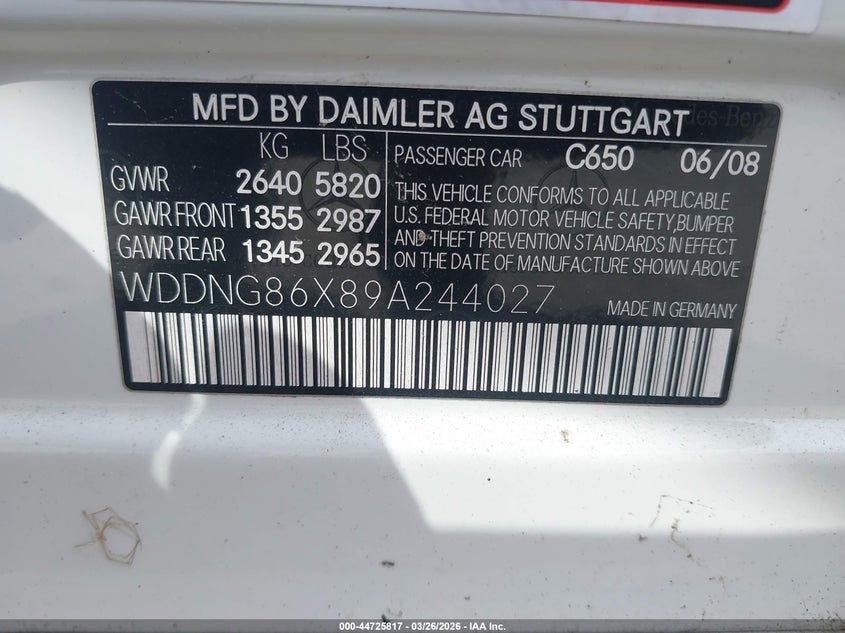 MFD BY DAIMLER AG STUTTGART
KG LBS
GVWR 2640 5820
GAWR FRONT 1355 2987
GAWR REAR 1345 2965
PASSENGER CAR C650 06/08
THIS VEHICLE CONFORMS TO ALL APPLICABLE
U.S. FEDERAL MOTOR VEHICLE SAFETY,BUMPER
AND THEFT PREVENTION STANDARDS IN EFFECT
ON DATE OF MANUFACTURE SHOWN ABOVE
WDDNG86X89A244027
MADE IN GERMANY
000-44725817 | 03/26/2026 – IAA Inc.